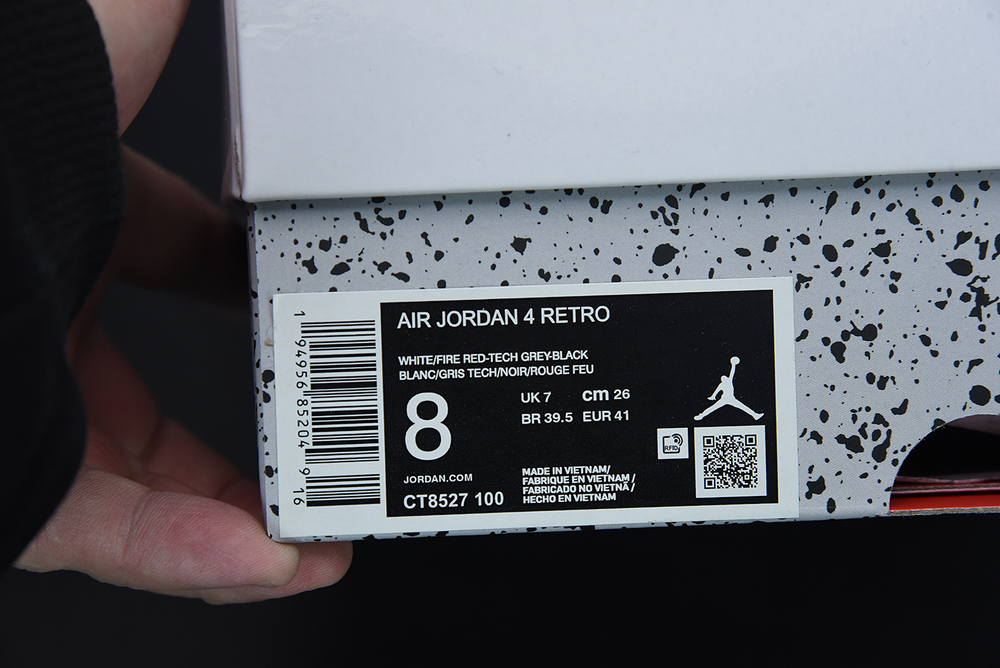 AIR JORDAN 4 RETRO
WHITE/FIRE RED-TECH GREY-BLACK
BLANC/GRIS TECH/NOIR/ROUGE FEU
8
UK 7 cm 26
BR 39.5 EUR 41
JORDAN.COM
CT8527 100
MADE IN VIETNAM/
FABRIQUE EN VIETNAM/
FABRICADO NO VIETNÃ/
HECHO EN VIETNAM
RFID
1 94956 85204 9 16